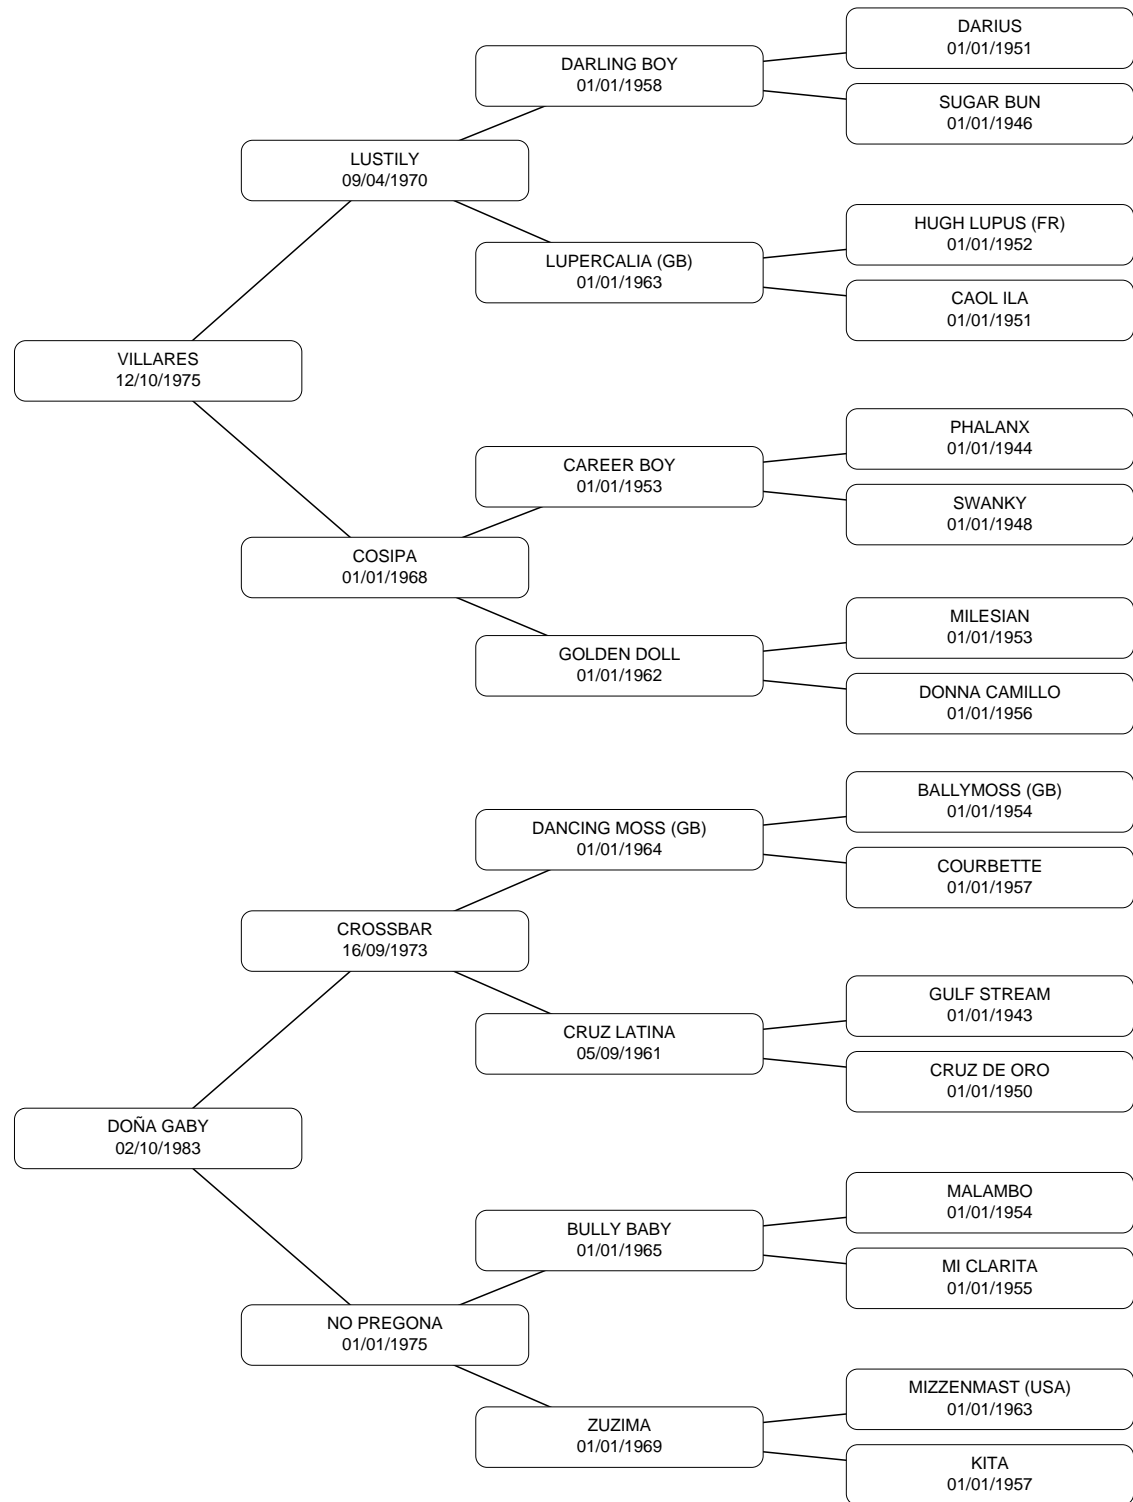 DARIUS
01/01/1951
DARLING BOY
01/01/1958
SUGAR BUN
01/01/1946
LUSTILY
09/04/1970
HUGH LUPUS (FR)
01/01/1952
LUPERCALIA (GB)
01/01/1963
CAOL ILA
01/01/1951
VILLARES
12/10/1975
PHALANX
01/01/1944
CAREER BOY
01/01/1953
SWANKY
01/01/1948
COSIPA
01/01/1968
MILESIAN
01/01/1953
GOLDEN DOLL
01/01/1962
DONNA CAMILLO
01/01/1956
BALLYMOSS (GB)
01/01/1954
DANCING MOSS (GB)
01/01/1964
COURBETTE
01/01/1957
CROSSBAR
16/09/1973
GULF STREAM
01/01/1943
CRUZ LATINA
05/09/1961
CRUZ DE ORO
01/01/1950
DOÑA GABY
02/10/1983
MALAMBO
01/01/1954
BULLY BABY
01/01/1965
MI CLARITA
01/01/1955
NO PREGONA
01/01/1975
MIZZENMAST (USA)
01/01/1963
ZUZIMA
01/01/1969
KITA
01/01/1957